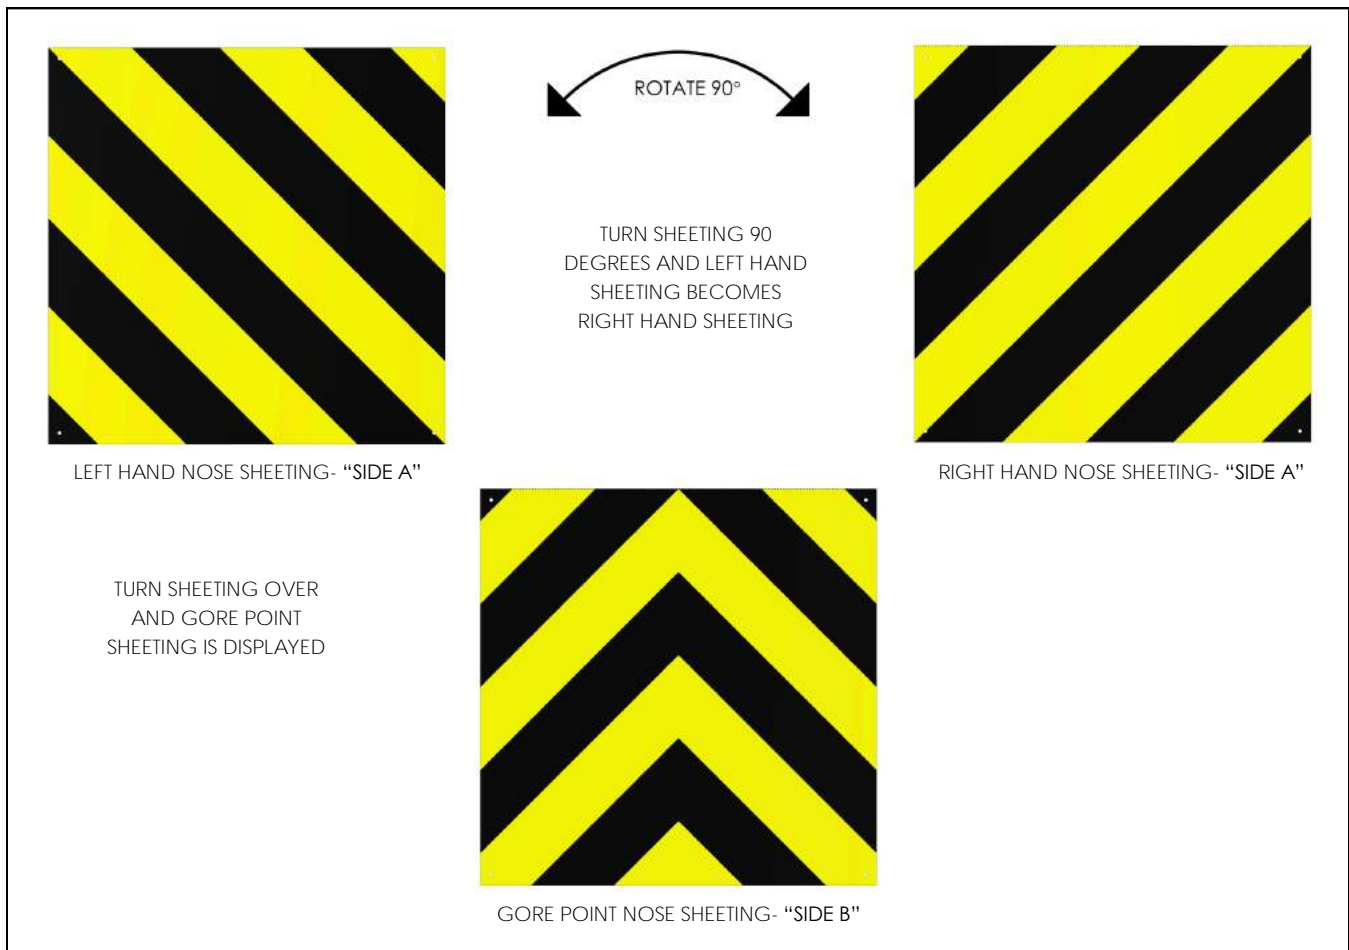 ROTATE 90°
TURN SHEETING 90
DEGREES AND LEFT HAND
SHEETING BECOMES
RIGHT HAND SHEETING
LEFT HAND NOSE SHEETING- “SIDE A”
RIGHT HAND NOSE SHEETING- “SIDE A”
TURN SHEETING OVER
AND GORE POINT
SHEETING IS DISPLAYED
GORE POINT NOSE SHEETING- “SIDE B”